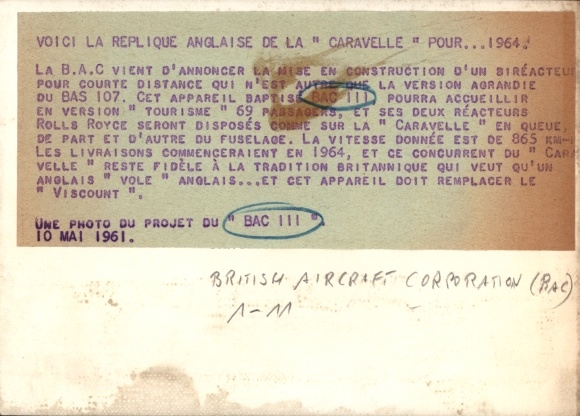 VOICI LA REPLIQUE ANGLAISE DE LA " CARAVELLE " POUR...1964.
LA B.A.C VIENT D'ANNONCER LA MISE EN CONSTRUCTION D'UN BIRÉACTEU
POUR COURTE DISTANCE QUI N'EST AUTRE QUE LA VERSION AGRANDIE
DU BAS 107. CET APPAREIL BAPTISE BAC III POURRA ACCUEILLIR
EN VERSION " TOURISME " 69 PASSAGERS, ET SES DEUX RÉACTEURS
ROLLS ROYCE SERONT DISPOSÉS COMME SUR LA " CARAVELLE " EN QUEUE,
DE PART ET D'AUTRE DU FUSELAGE. LA VITESSE DONNÉE EST DE 865 KM-
LES LIVRAISONS COMMENCERAIENT EN 1964, ET CE CONCURRENT DU " CARA
VELLE " RESTE FIDÈLE À LA TRADITION BRITANNIQUE QUI VEUT QU'UN
ANGLAIS " VOLE " ANGLAIS...ET CET APPAREIL DOIT REMPLACER LE
" VISCOUNT ".
UNE PHOTO DU PROJET DU " BAC III ".
10 MAI 1961.
BRITISH AIRCRAFT CORPORATION (BAC)
1-11